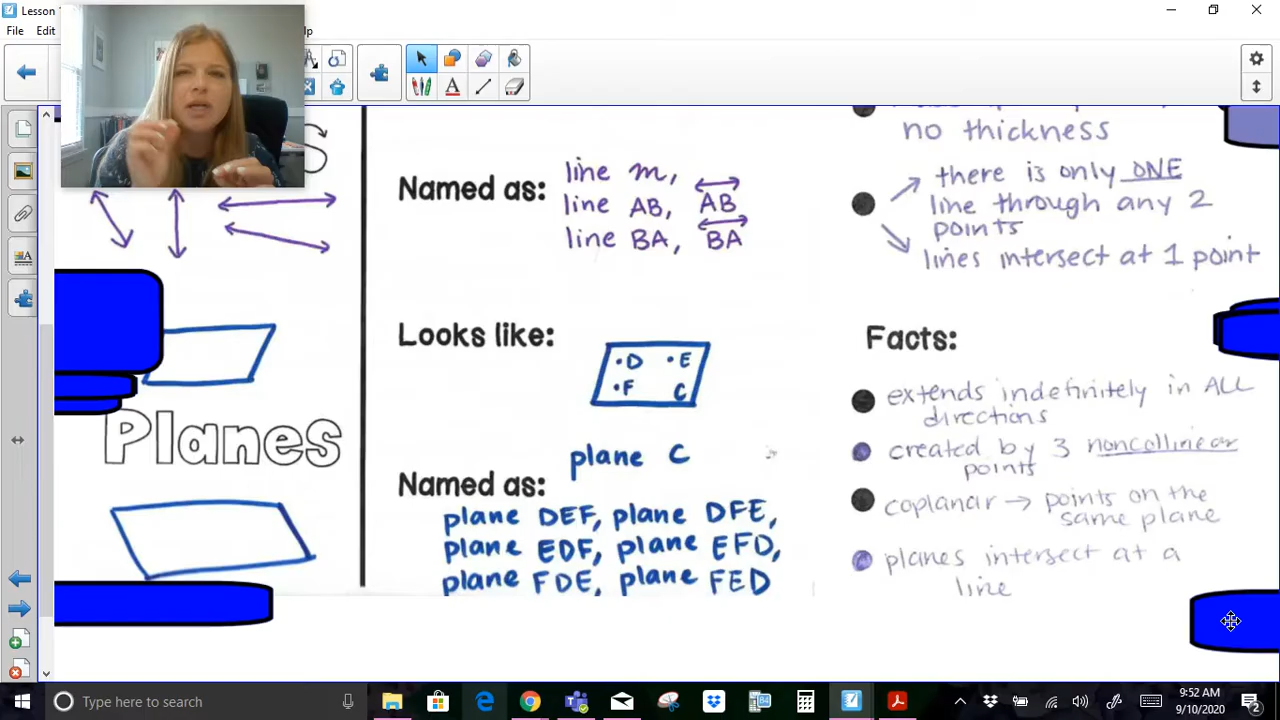 Lesson
File
Edit
lp
no thickness
Named as:
line m,
line AB, AB
line BA, BA
there is only ONE
line through any 2
points
lines intersect at 1 point
Looks like:
D E
F C
Facts:
extends indefinitely in ALL
directions
created by 3 noncollinear
points
coplanar → points on the
same plane
planes intersect at a
line
Planes
plane C
Named as:
plane DEF, plane DFE,
plane EDF, plane EFD,
plane FDE, plane FED
Type here to search
9:52 AM
9/10/2020
2